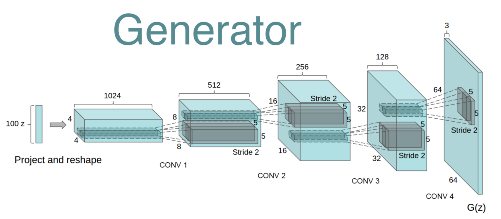 Generator
3
1024
512
256
128
100 z
4
4
8
8
5
5
Stride 2
16
16
Stride 2
5
5
32
32
5
5
Stride 2
64
64
5
5
Stride 2
Project and reshape
CONV 1
CONV 2
CONV 3
CONV 4
G(z)